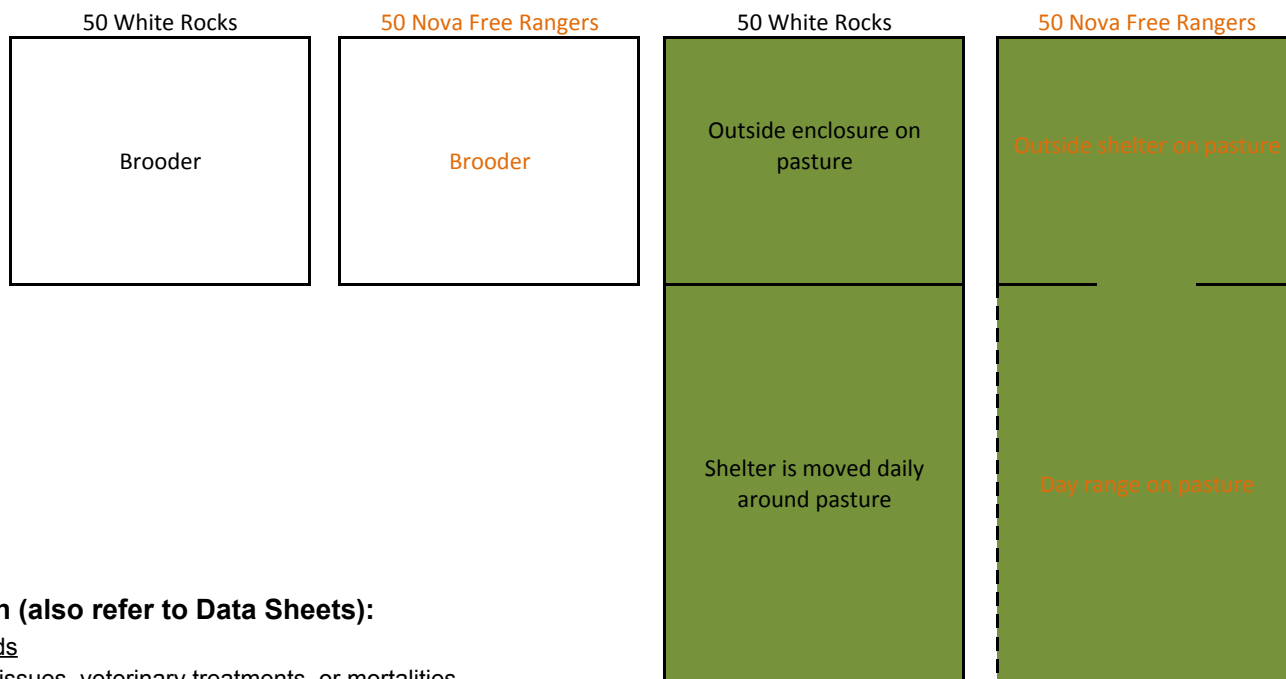 50 White Rocks
50 Nova Free Rangers
50 White Rocks
50 Nova Free Rangers
Brooder
Brooder
Outside enclosure on
pasture
Outside shelter on pasture
Shelter is moved daily
around pasture
Day range on pasture
(also refer to Data Sheets):
issues, veterinary treatments, or mortalities